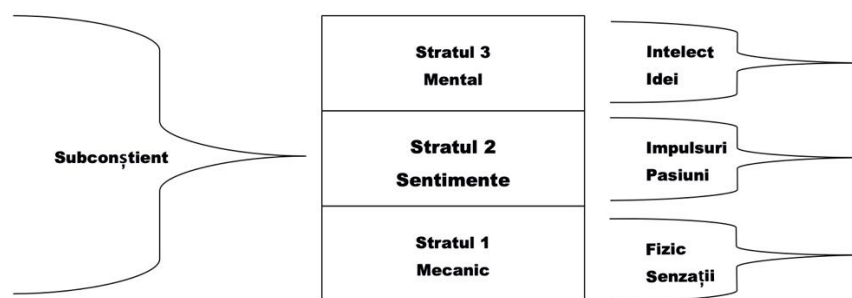 Subconștient
Stratul 3
Mental
Stratul 2
Sentimente
Stratul 1
Mecanic
Intelect
Idei
Impulsuri
Pasiuni
Fizic
Senzații